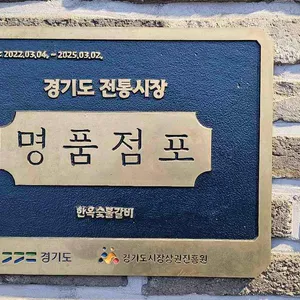 : 2022.03.04. ~ 2025.03.02.
경기도 전통시장
명품점포
한옥숯불갈비
경기도 경기도시장상권진흥원